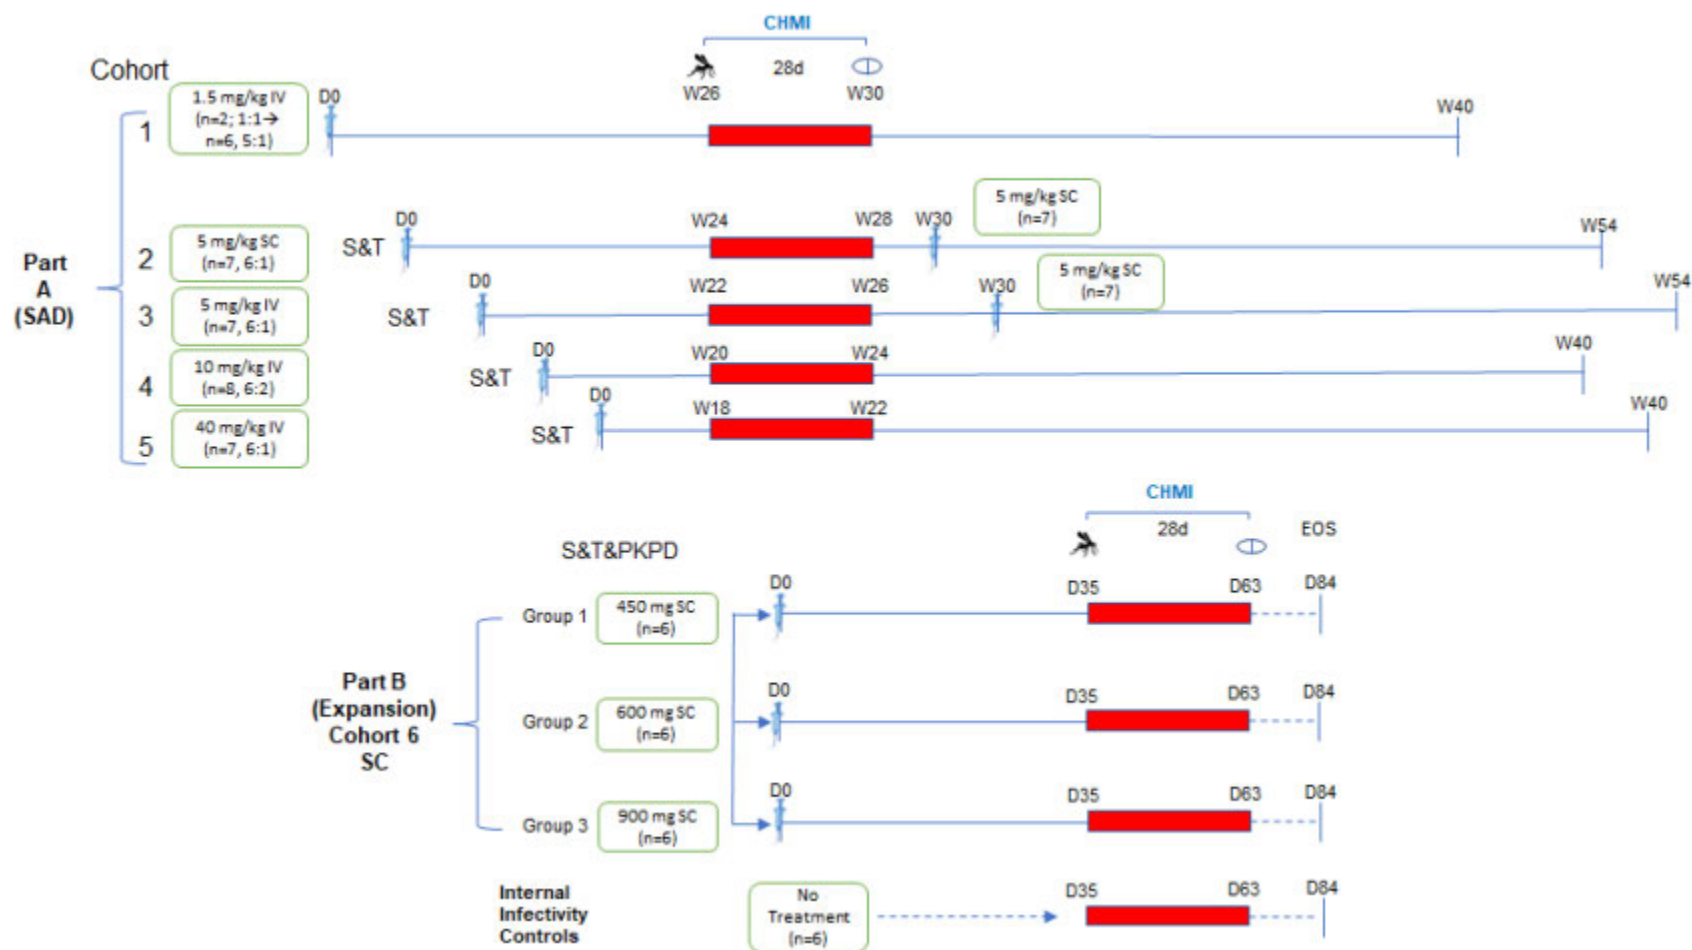 CHMI
28d
Cohort
W26
W30
1
1.5 mg/kg IV
(n=2; 1:1→
n=6, 5:1)
D0
W40
Part
A
(SAD)
2
5 mg/kg SC
(n=7, 6:1)
S&T
D0
W24
W28
W30
5 mg/kg SC
(n=7)
W54
3
5 mg/kg IV
(n=7, 6:1)
S&T
D0
W22
W26
W30
5 mg/kg SC
(n=7)
W54
4
10 mg/kg IV
(n=8, 6:2)
S&T
D0
W20
W24
W40
5
40 mg/kg IV
(n=7, 6:1)
S&T
D0
W18
W22
W40
CHMI
28d
EOS
S&T&PKPD
Part B
(Expansion)
Cohort 6
SC
Group 1
450 mg SC
(n=6)
D0
D35
D63
D84
Group 2
600 mg SC
(n=6)
D0
D35
D63
D84
Group 3
900 mg SC
(n=6)
D0
D35
D63
D84
Internal
Infectivity
Controls
No
Treatment
(n=6)
D35
D63
D84